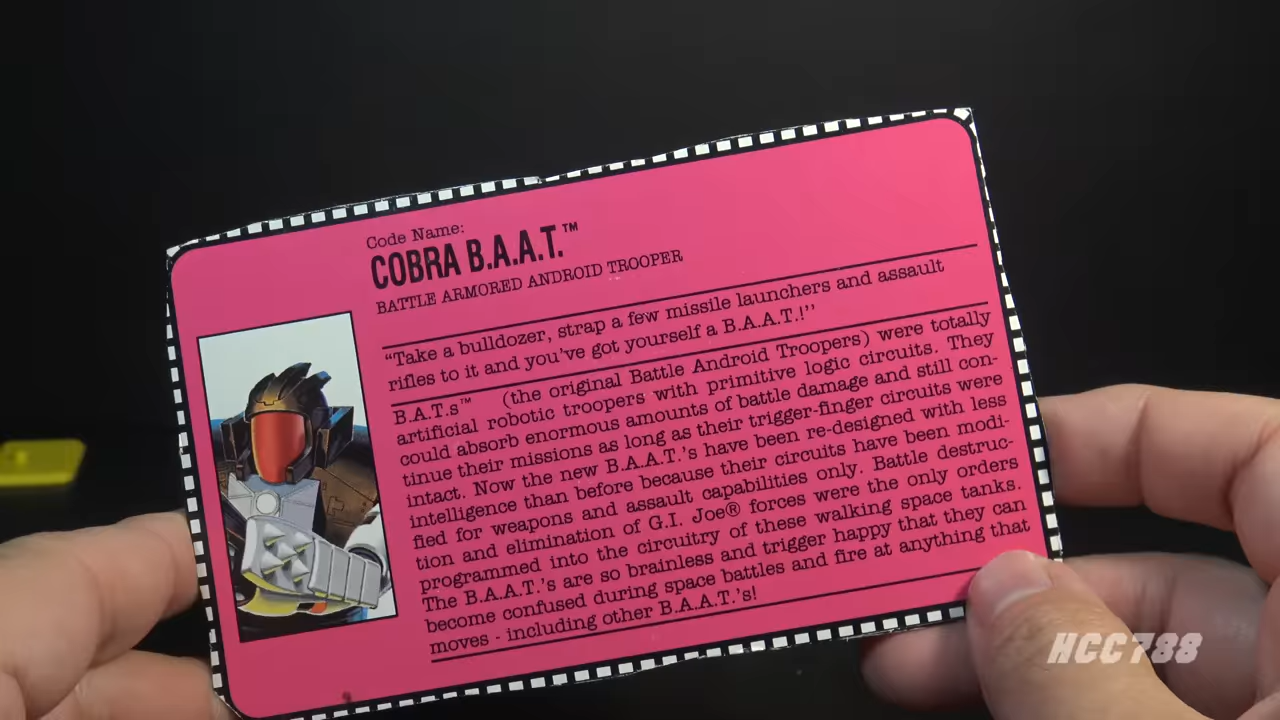 Code Name:
COBRA B.A.A.T.™
BATTLE ARMORED ANDROID TROOPER
“Take a bulldozer, strap a few missile launchers and assault
rifles to it and you’ve got yourself a B.A.A.T.!’’
B.A.T.s™ (the original Battle Android Troopers) were totally
artificial robotic troopers with primitive logic circuits. They
could absorb enormous amounts of battle damage and still con-
tinue their missions as long as their trigger-finger circuits were
intact. Now the new B.A.A.T.’s have been re-designed with less
intelligence than before because their circuits have been modi-
fied for weapons and assault capabilities only. Battle destruc-
tion and elimination of G.I. Joe® forces were the only orders
programmed into the circuitry of these walking space tanks.
The B.A.A.T.’s are so brainless and trigger happy that they can
become confused during space battles and fire at anything that
moves - including other B.A.A.T.’s!
HCC788